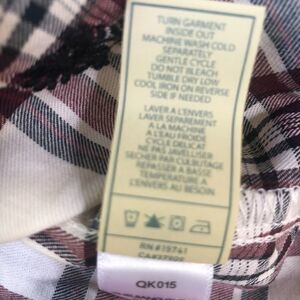 TURN GARMENT
INSIDE OUT
MACHINE WASH COLD
SEPARATELY
GENTLE CYCLE
DO NOT BLEACH
TUMBLE DRY LOW
COOL IRON ON REVERSE
SIDE IF NEEDED
LAVER A L'ENVERS
LAVER SEPAREMENT
A LA MACHINE
A L'EAU FROIDE
CYCLE DELICAT
NE PAS JAVELLISER
SECHER PAR CULBUTAGE
REPASSER A BASSE
TEMPERATURE A
L'ENVERS AU BESOIN
RN #19741
QK015